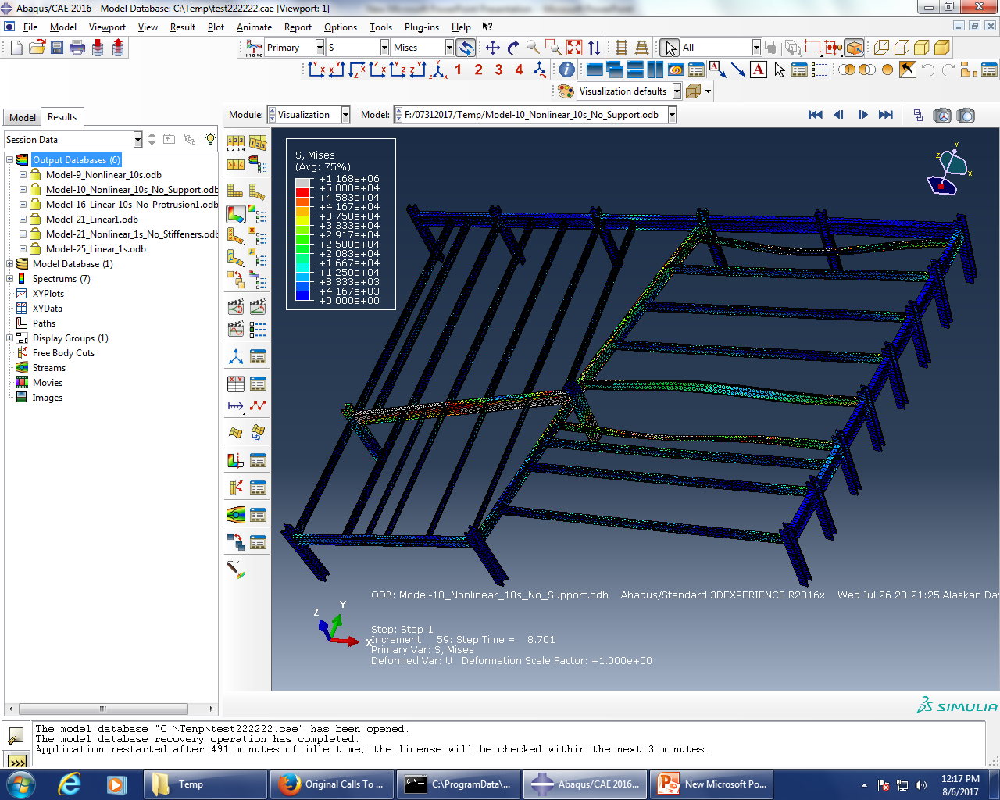 Abaqus/CAE 2016 - Model Database: C:\Temp\test222222.cae [Viewport: 1]
File Model Viewport View Result Plot Animate Report Options Tools Plug-ins Help
Primary S Mises All
1 2 3 4
Visualization defaults
Model Results
Module: Visualization Model: F:/07312017/Temp/Model-10_Nonlinear_10s_No_Support.odb
Session Data
Output Databases (6)
Model-9_Nonlinear_10s.odb
Model-10_Nonlinear_10s_No_Support.odb
Model-16_Linear_10s_No_Protrusion1.odb
Model-21_Linear1.odb
Model-21_Nonlinear_1s_No_Stiffeners.odb
Model-25_Linear_1s.odb
Model Database (1)
Spectrums (7)
XYPlots
XYData
Paths
Display Groups (1)
Free Body Cuts
Streams
Movies
Images
S, Mises
(Avg: 75%)
+1.168e+06
+5.000e+04
+4.583e+04
+4.167e+04
+3.750e+04
+3.333e+04
+2.917e+04
+2.500e+04
+2.083e+04
+1.667e+04
+1.250e+04
+8.333e+03
+4.167e+03
+0.000e+00
Y
Z
X
Y
Z
X
ODB: Model-10_Nonlinear_10s_No_Support.odb Abaqus/Standard 3DEXPERIENCE R2016x Wed Jul 26 20:21:25 Alaskan Da
Step: Step-1
Increment 59: Step Time = 8.701
Primary Var: S, Mises
Deformed Var: U Deformation Scale Factor: +1.000e+00
SIMULIA
The model database "C:\Temp\test222222.cae" has been opened.
The model database recovery operation has completed.
Application restarted after 491 minutes of idle time; the license will be checked within the next 3 minutes.
>>>
Temp
Original Calls To ...
C:\ProgramData\...
Abaqus/CAE 2016...
New Microsoft Po...
12:17 PM
8/6/2017